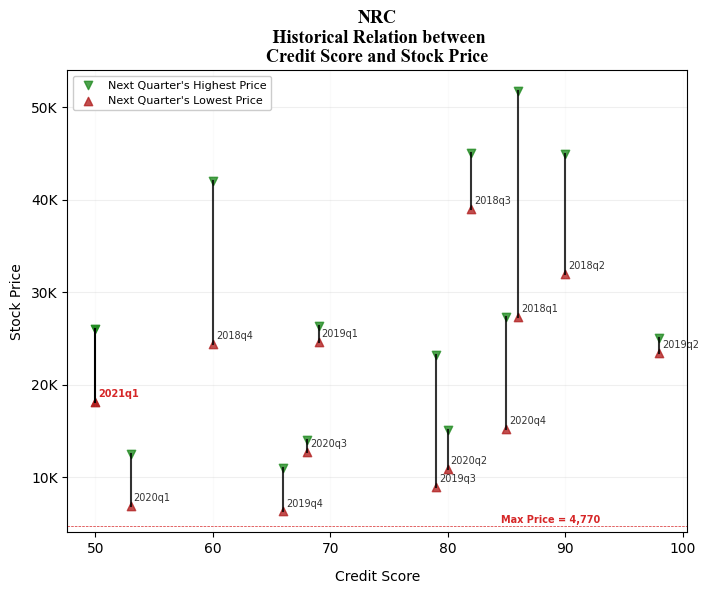 NRC
Historical Relation between
Credit Score and Stock Price
Next Quarter's Highest Price
Next Quarter's Lowest Price
Stock Price
50K
40K
30K
20K
10K
2018q3
2018q2
2018q1
2018q4
2019q1
2019q2
2021q1
2020q4
2020q3
2020q2
2019q3
2020q1
2019q4
Max Price = 4,770
50
60
70
80
90
100
Credit Score